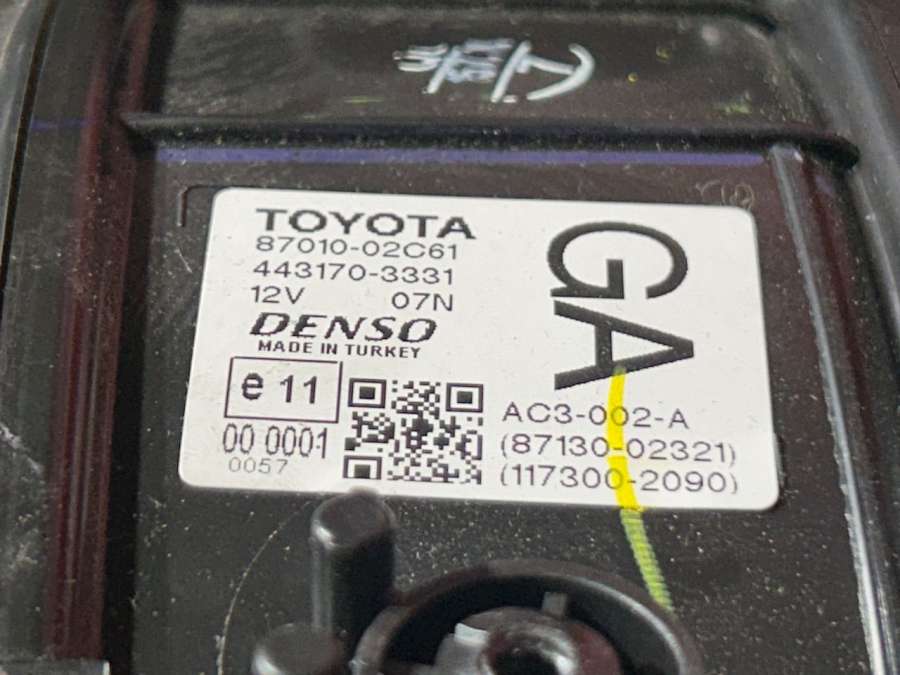 TOYOTA
87010-02C61
443170-3331
12V 07N
DENSO
MADE IN TURKEY
e 11
00 0001
0057
GA
AC3-002-A
(87130-02321)
(117300-2090)